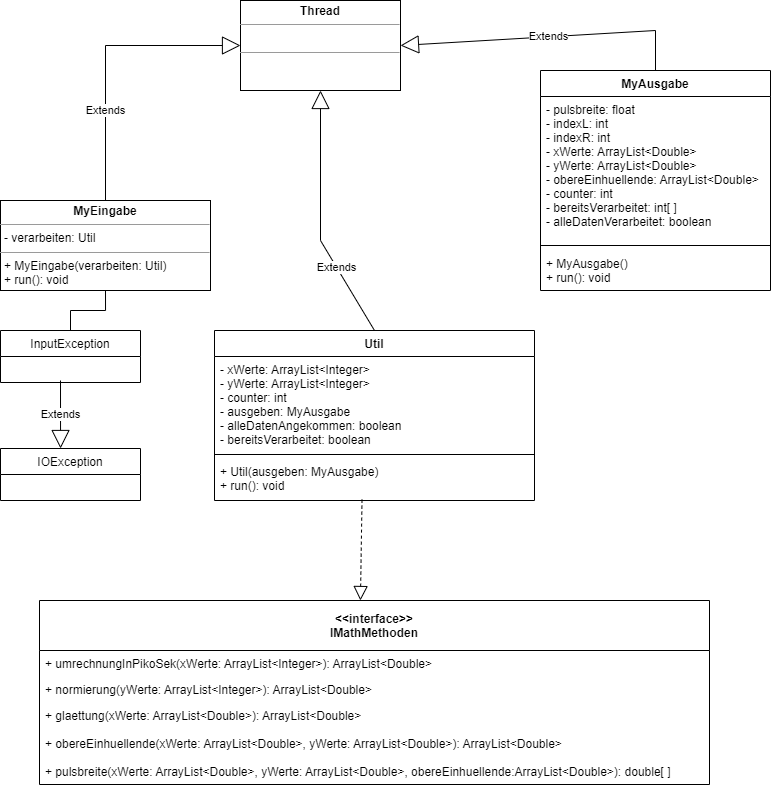 Thread
Extends
Extends
MyAusgabe
- pulsbreite: float
- indexL: int
- indexR: int
- xWerte: ArrayList<Double>
- yWerte: ArrayList<Double>
- obereEinhuellende: ArrayList<Double>
- counter: int
- bereitsVerarbeitet: int[ ]
- alleDatenVerarbeitet: boolean
+ MyAusgabe()
+ run(): void
MyEingabe
- verarbeiten: Util
+ MyEingabe(verarbeiten: Util)
+ run(): void
Extends
InputException
Extends
IOException
Util
- xWerte: ArrayList<Integer>
- yWerte: ArrayList<Integer>
- counter: int
- ausgeben: MyAusgabe
- alleDatenAngekommen: boolean
- bereitsVerarbeitet: boolean
+ Util(ausgeben: MyAusgabe)
+ run(): void
<<interface>>
IMathMethoden
+ umrechnungInPikoSek(xWerte: ArrayList<Integer>): ArrayList<Double>
+ normierung(yWerte: ArrayList<Integer>): ArrayList<Double>
+ glaettung(xWerte: ArrayList<Double>): ArrayList<Double>
+ obereEinhuellende(xWerte: ArrayList<Double>, yWerte: ArrayList<Double>): ArrayList<Double>
+ pulsbreite(xWerte: ArrayList<Double>, yWerte: ArrayList<Double>, obereEinhuellende:ArrayList<Double>): double[ ]